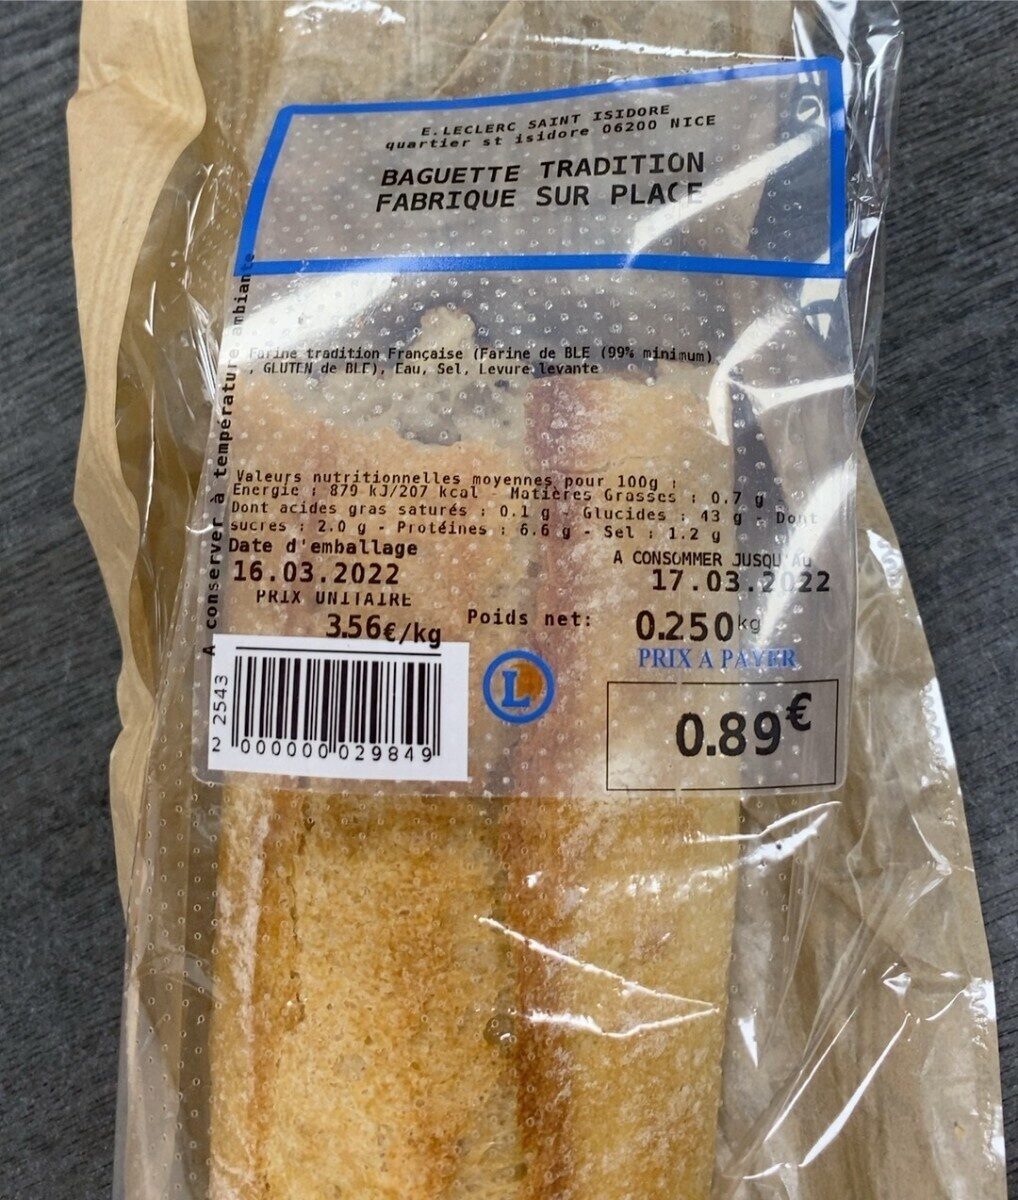 E.LECLERC SAINT ISIDORE
quartier st isidore 06200 NICE
BAGUETTE TRADITION
FABRIQUE SUR PLACE
A conserver à température ambiante
Farine tradition Française (Farine de BLE (99% minimum)
, GLUTEN de BLE), Eau, Sel, Levure levante
Valeurs nutritionnelles moyennes pour 100g :
Energie : 879 kJ/207 kcal - Matières Grasses : 0.7 g
Dont acides gras saturés : 0.1 g - Glucides : 43 g - Dont
sucres : 2.0 g - Protéines : 6.6 g - Sel : 1.2 g
Date d'emballage
16.03.2022
A CONSOMMER JUSQU'AU
17.03.2022
PRIX UNITAIRE
3.56€/kg
Poids net:
0.250kg
PRIX A PAYER
0.89€
L
2 2543
000000 029849